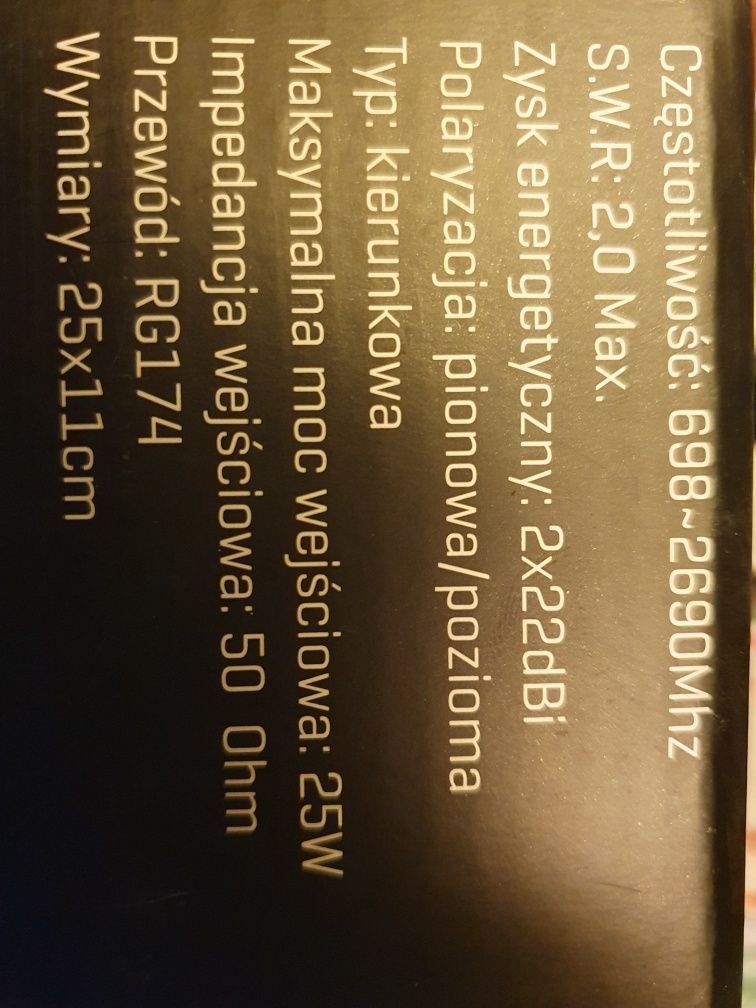 Częstotliwość: 698~2690Mhz
S.W.R: 2,0 Max.
Zysk energetyczny: 2x22dBi
Polaryzacja: pionowa/pozioma
Typ: kierunkowa
Maksymalna moc wejściowa: 25W
Impedancja wejściowa: 50 Ohm
Przewód: RG174
Wymiary: 25x11cm